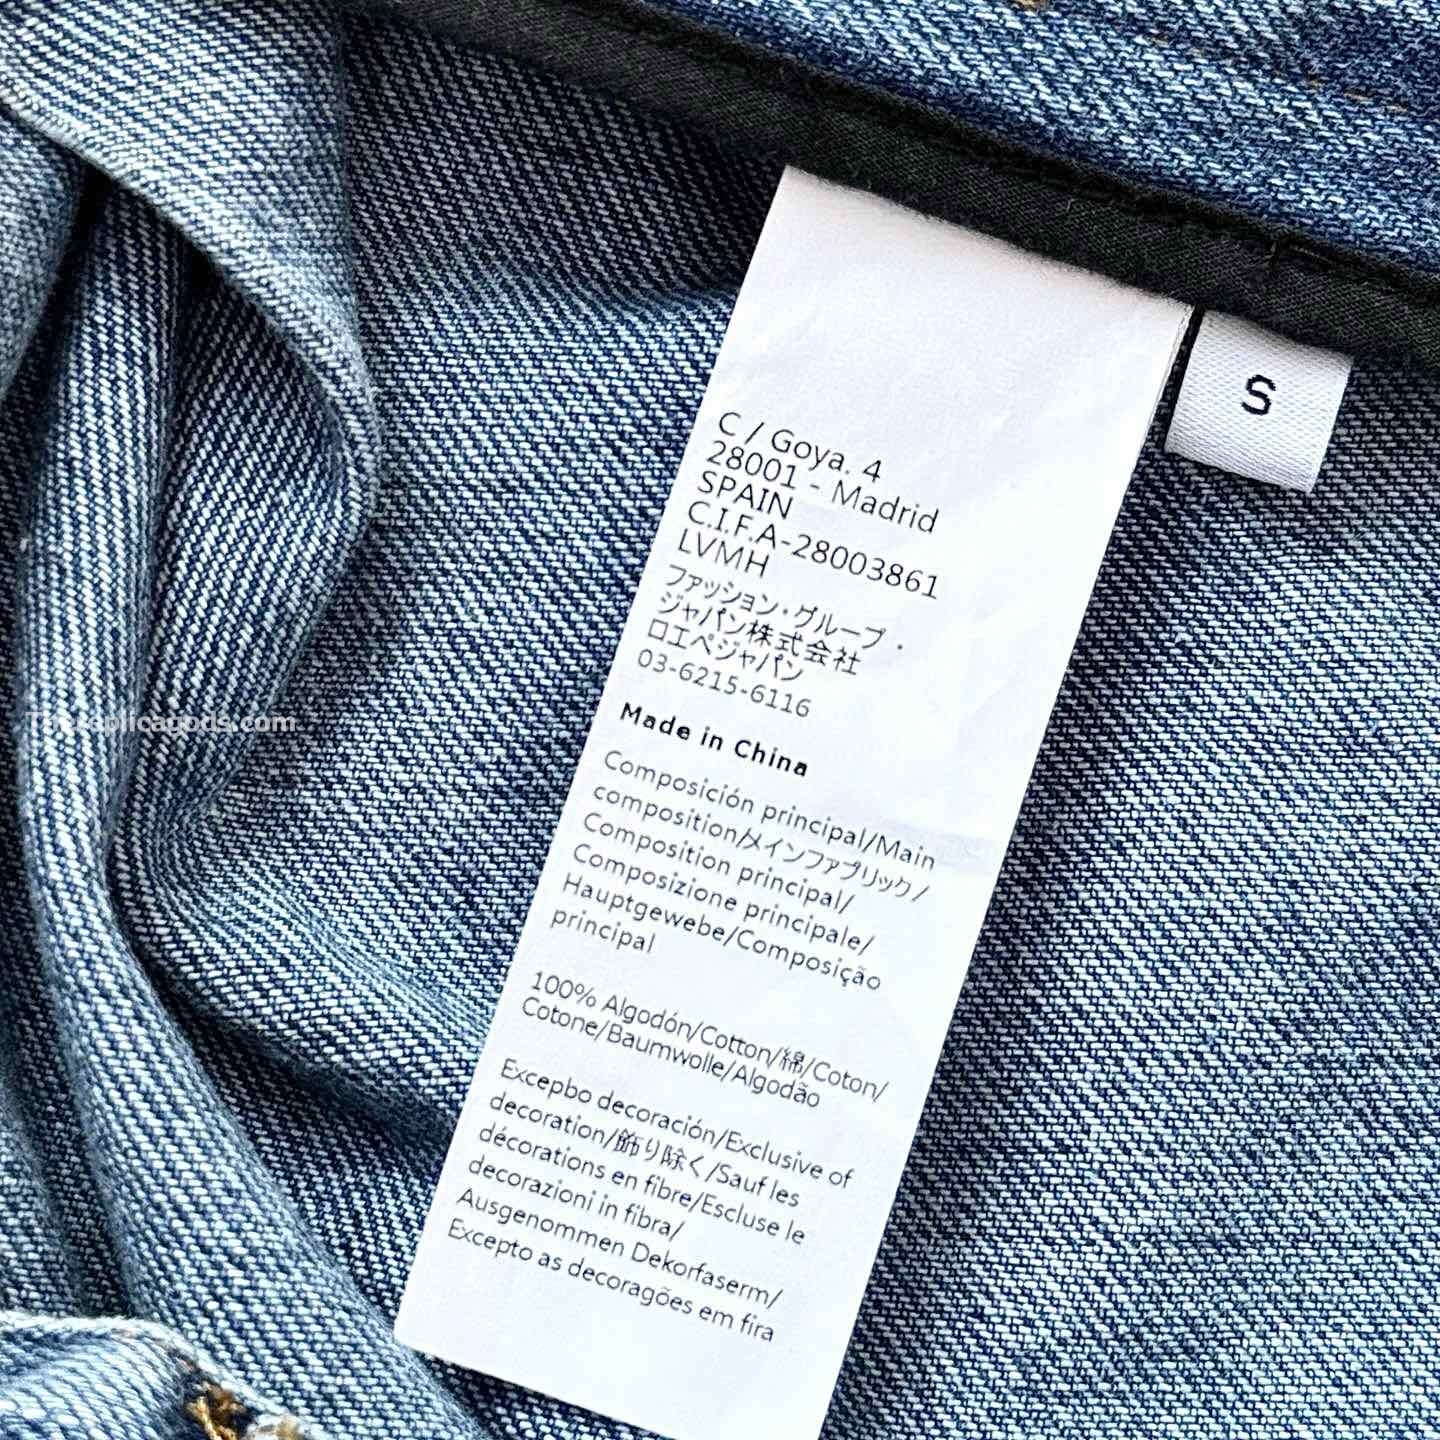 C / Goya. 4
28001 - Madrid
SPAIN
C.I.F.A-28003861
LVMH
ファッション・グループ・
ジャパン株式会社
ロエベジャパン
03-6215-6116
Made in China
Composición principal/Main
composition/メインファブリック/
Composition principal/
Composizione principale/
Hauptgewebe/Composição
principal
100% Algodón/Cotton/綿/Coton/
Cotone/Baumwolle/Algodão
Excepbo decoración/Exclusive of
decoration/飾り除く/Sauf les
décorations en fibre/Escluse le
decorazioni in fibra/
Ausgenommen Dekorfaserm/
Excepto as decoragões em fira
S
Thereplicagods.com